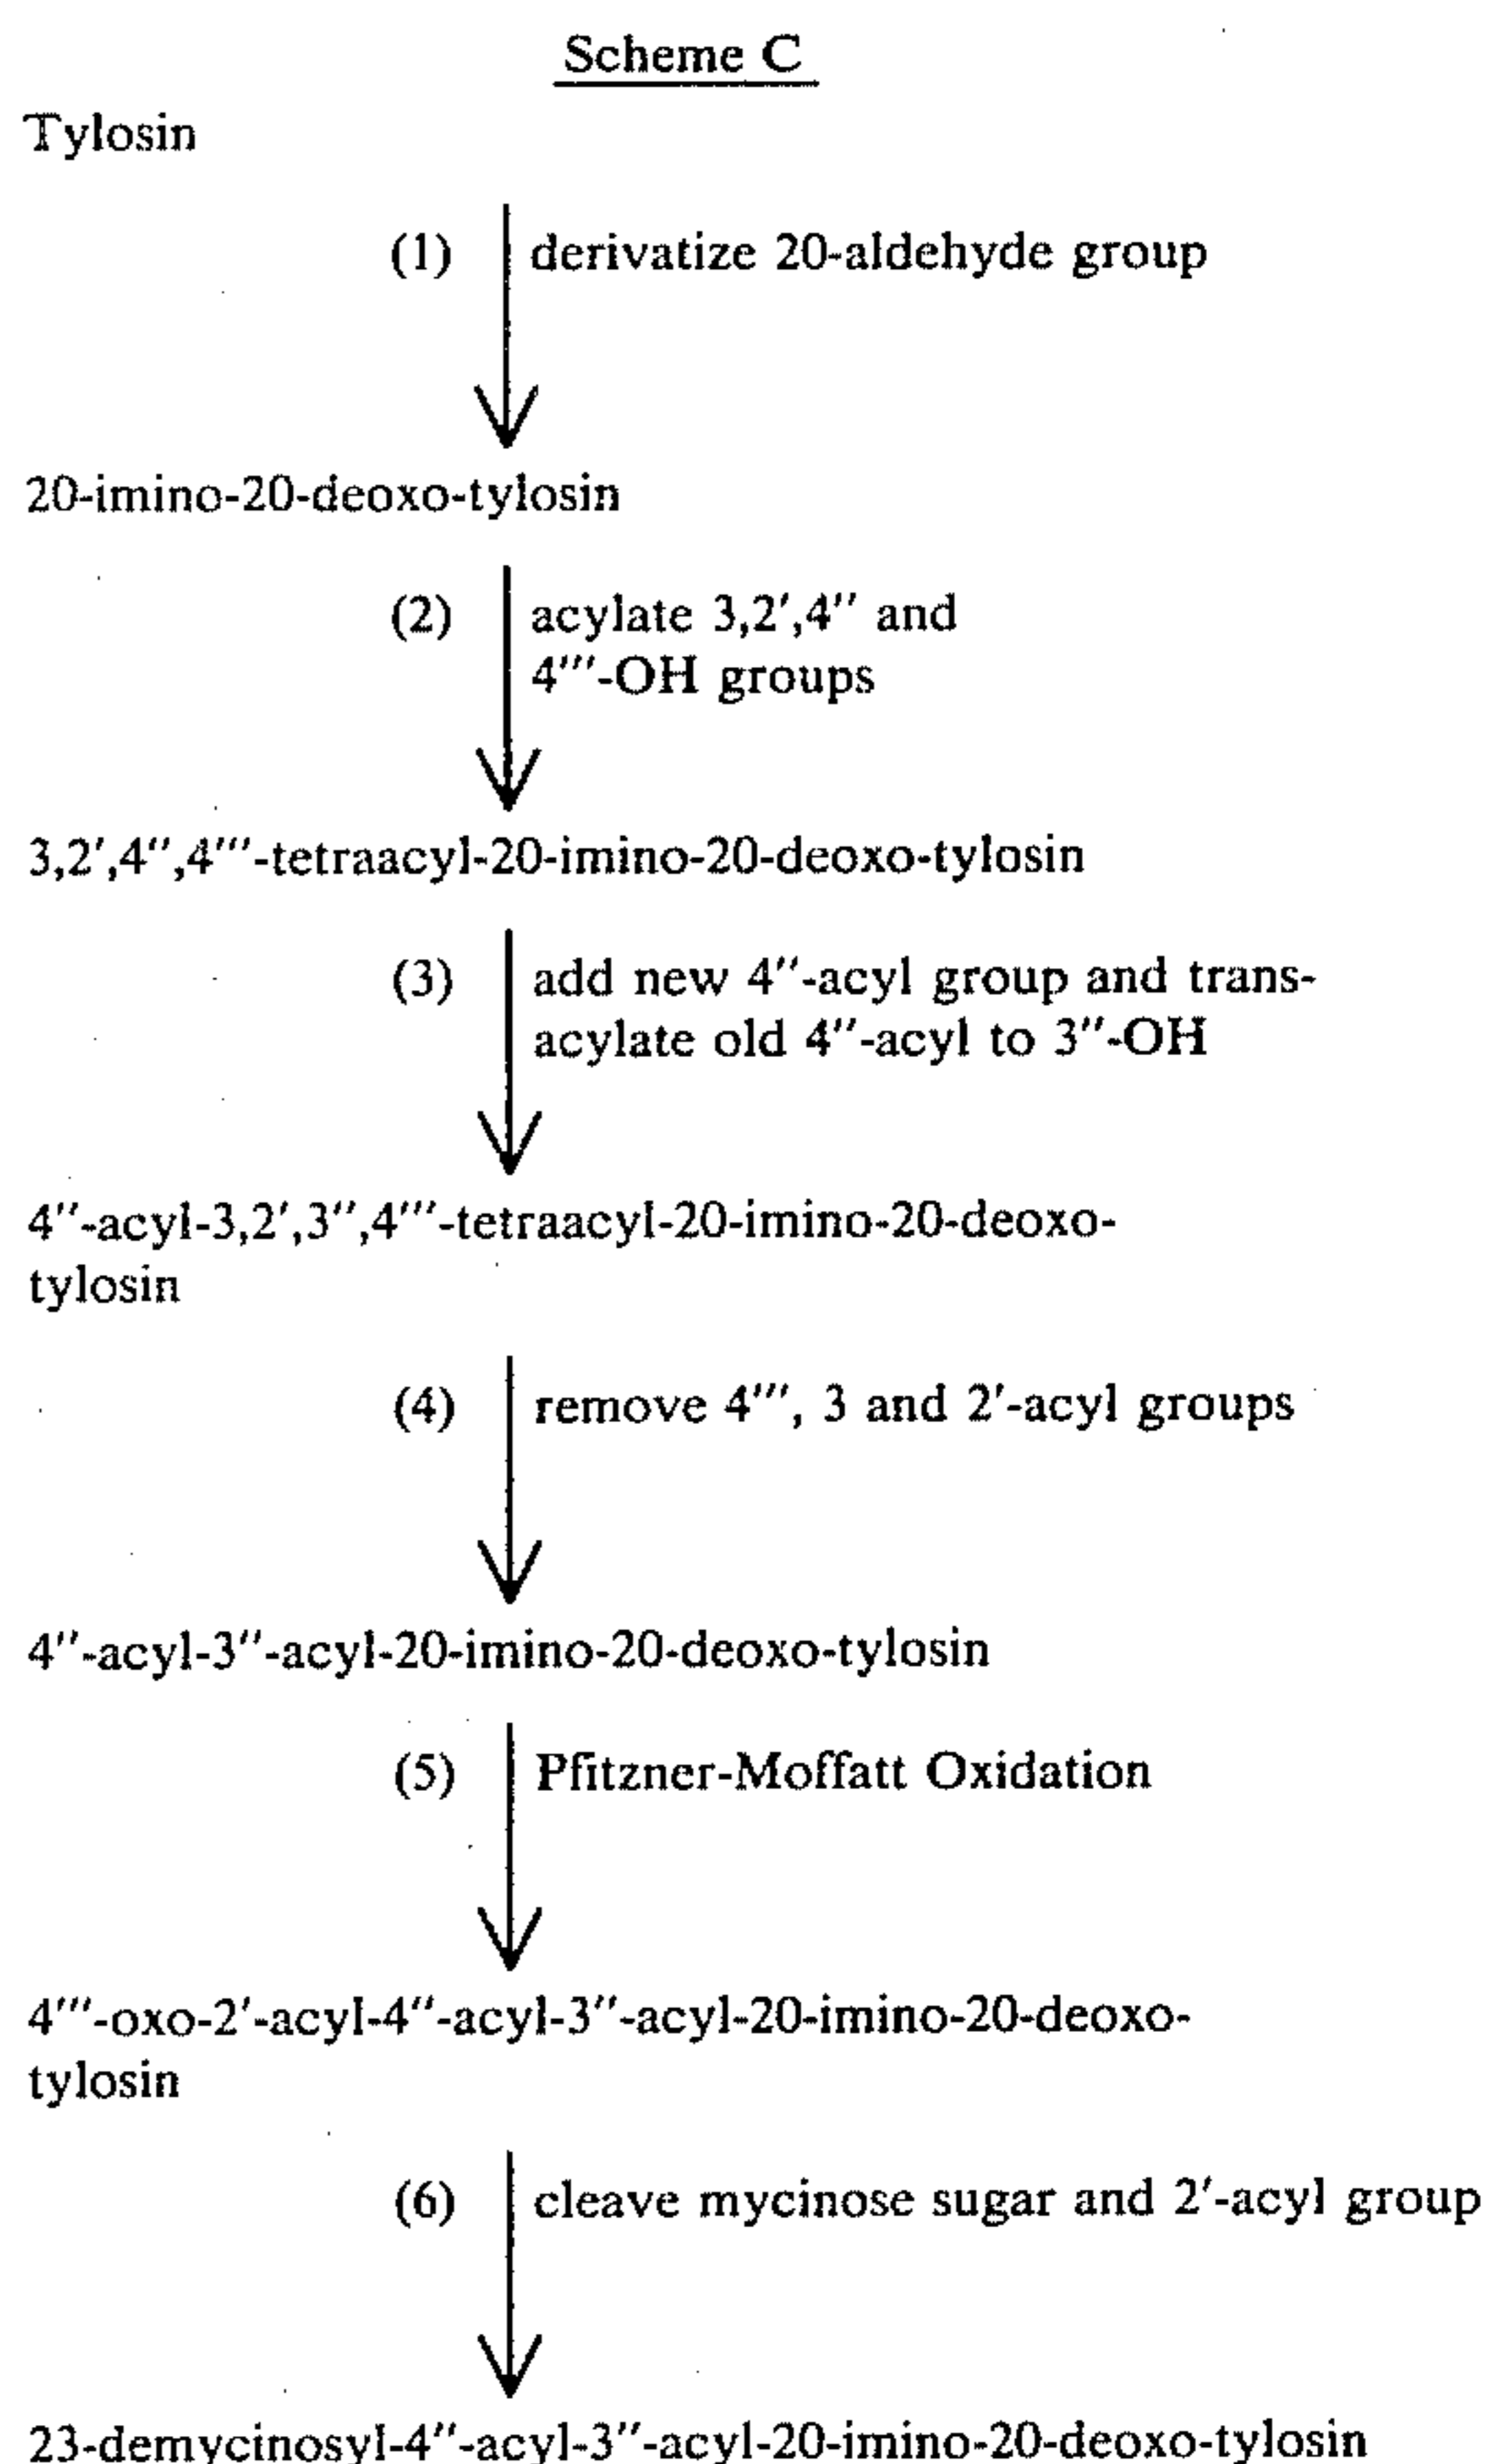 Scheme C
Tylosin
(1) derivatize 20-aldehyde group
20-imino-20-deoxo-tylosin
(2) acylate 3,2′,4″ and
4‴-OH groups
3,2′,4″,4‴-tetraacyl-20-imino-20-deoxo-tylosin
(3) add new 4″-acyl group and trans-
acylate old 4″-acyl to 3″-OH
4″-acyl-3,2′,3″,4‴-tetraacyl-20-imino-20-deoxo-
tylosin
(4) remove 4‴, 3 and 2′-acyl groups
4″-acyl-3″-acyl-20-imino-20-deoxo-tylosin
(5) Pfitzner-Moffatt Oxidation
4‴-oxo-2′-acyl-4″-acyl-3″-acyl-20-imino-20-deoxo-
tylosin
(6) cleave mycinose sugar and 2′-acyl group
23-demycinosyl-4″-acyl-3″-acyl-20-imino-20-deoxo-tylosin